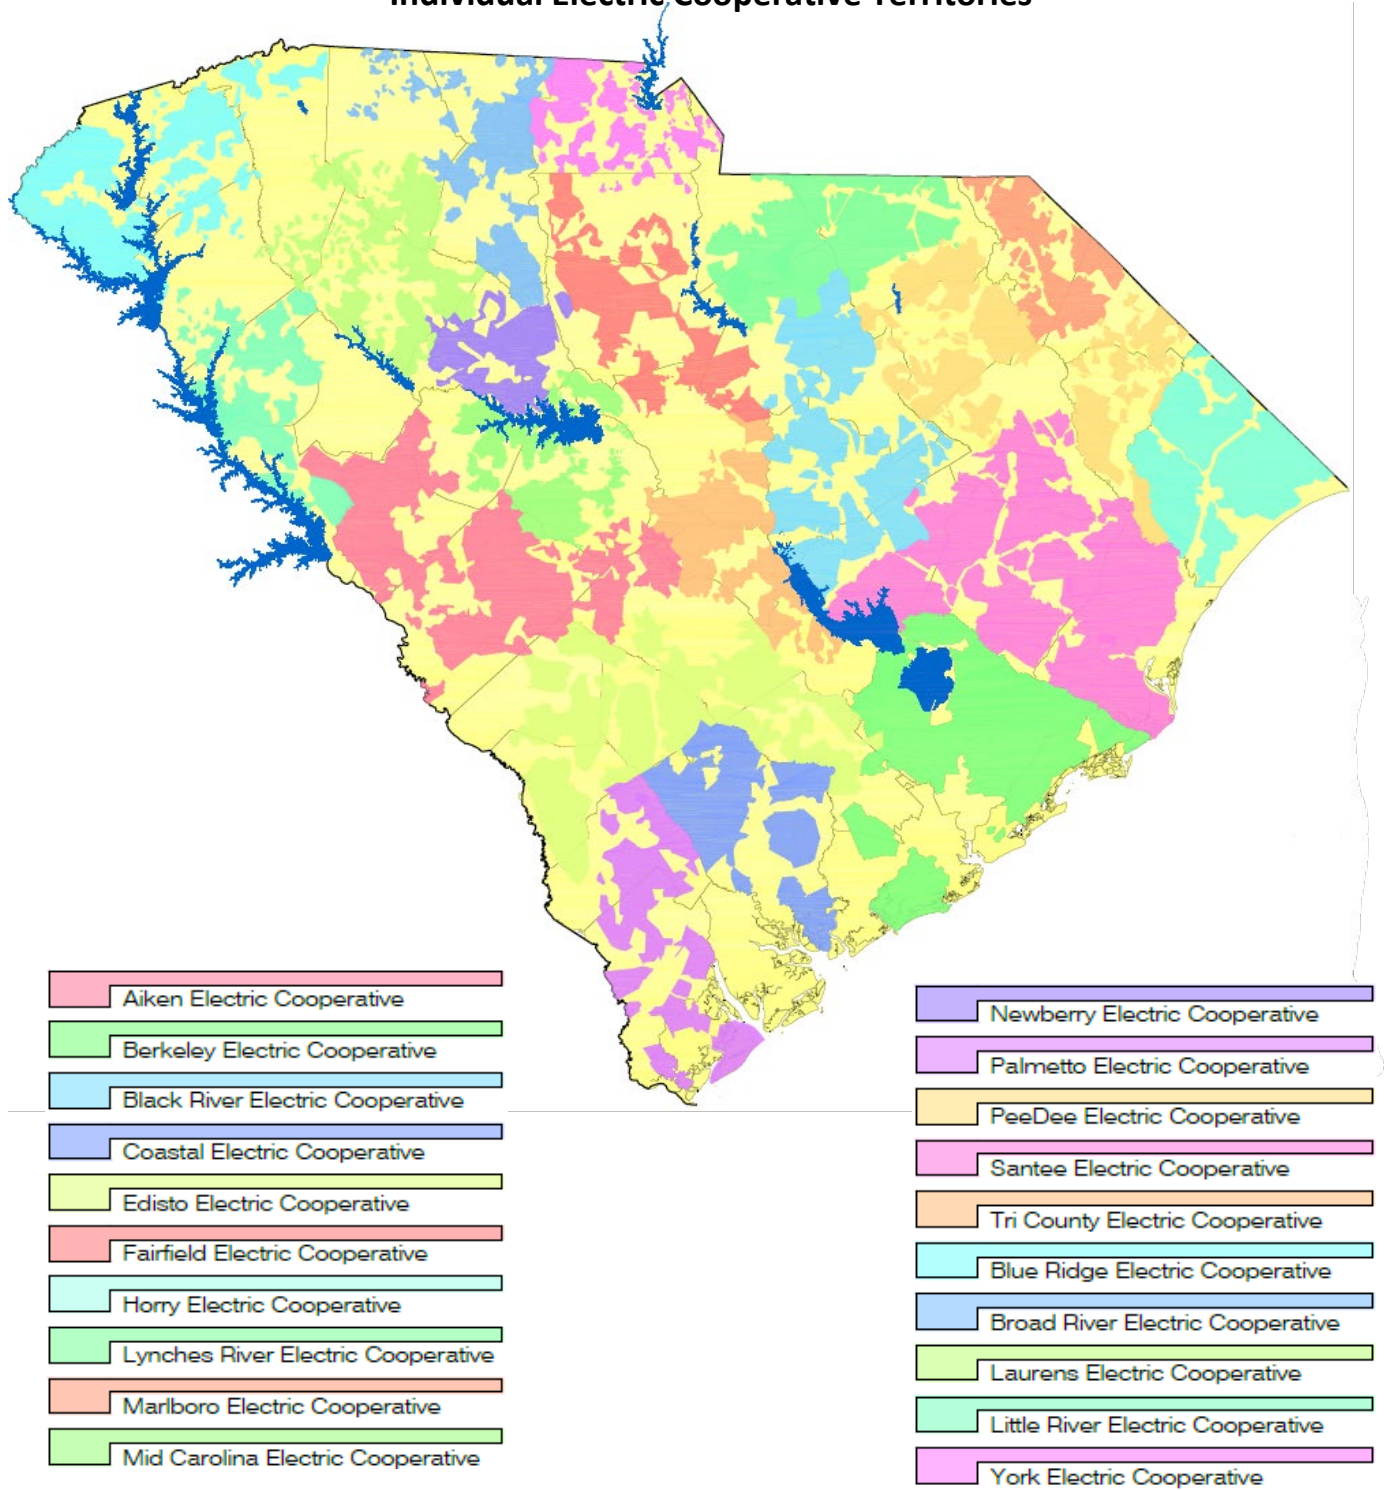 Individual Electric Cooperative Territories
Aiken Electric Cooperative
Berkeley Electric Cooperative
Black River Electric Cooperative
Coastal Electric Cooperative
Edisto Electric Cooperative
Fairfield Electric Cooperative
Horry Electric Cooperative
Lynches River Electric Cooperative
Marlboro Electric Cooperative
Mid Carolina Electric Cooperative
Newberry Electric Cooperative
Palmetto Electric Cooperative
PeeDee Electric Cooperative
Santee Electric Cooperative
Tri County Electric Cooperative
Blue Ridge Electric Cooperative
Broad River Electric Cooperative
Laurens Electric Cooperative
Little River Electric Cooperative
York Electric Cooperative